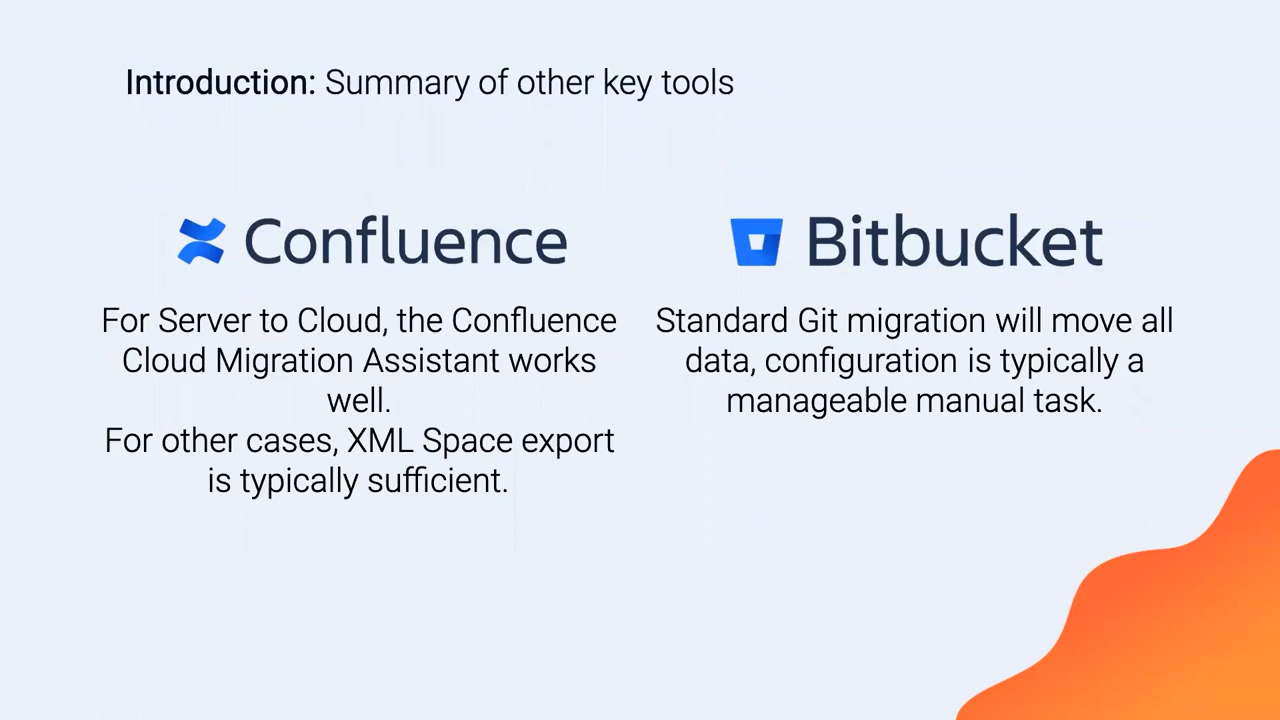 Introduction: Summary of other key tools
Confluence
For Server to Cloud, the Confluence
Cloud Migration Assistant works
well.
For other cases, XML Space export
is typically sufficient.
Bitbucket
Standard Git migration will move all
data, configuration is typically a
manageable manual task.